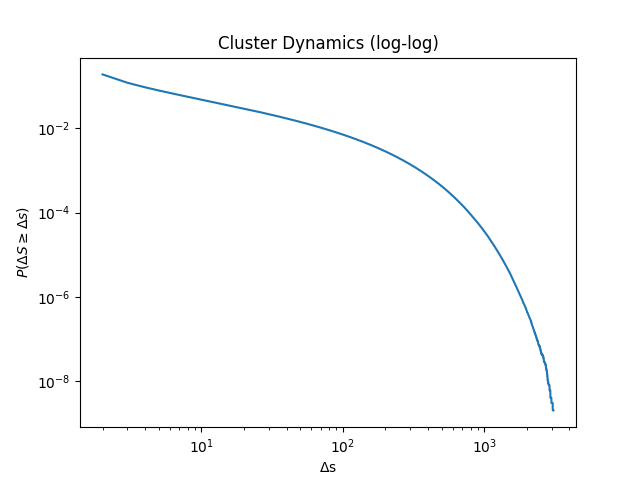 Cluster Dynamics (log-log)
P(ΔS ≥ Δs)
10⁻²
10⁻⁴
10⁻⁶
10⁻⁸
10¹ 10² 10³
Δs